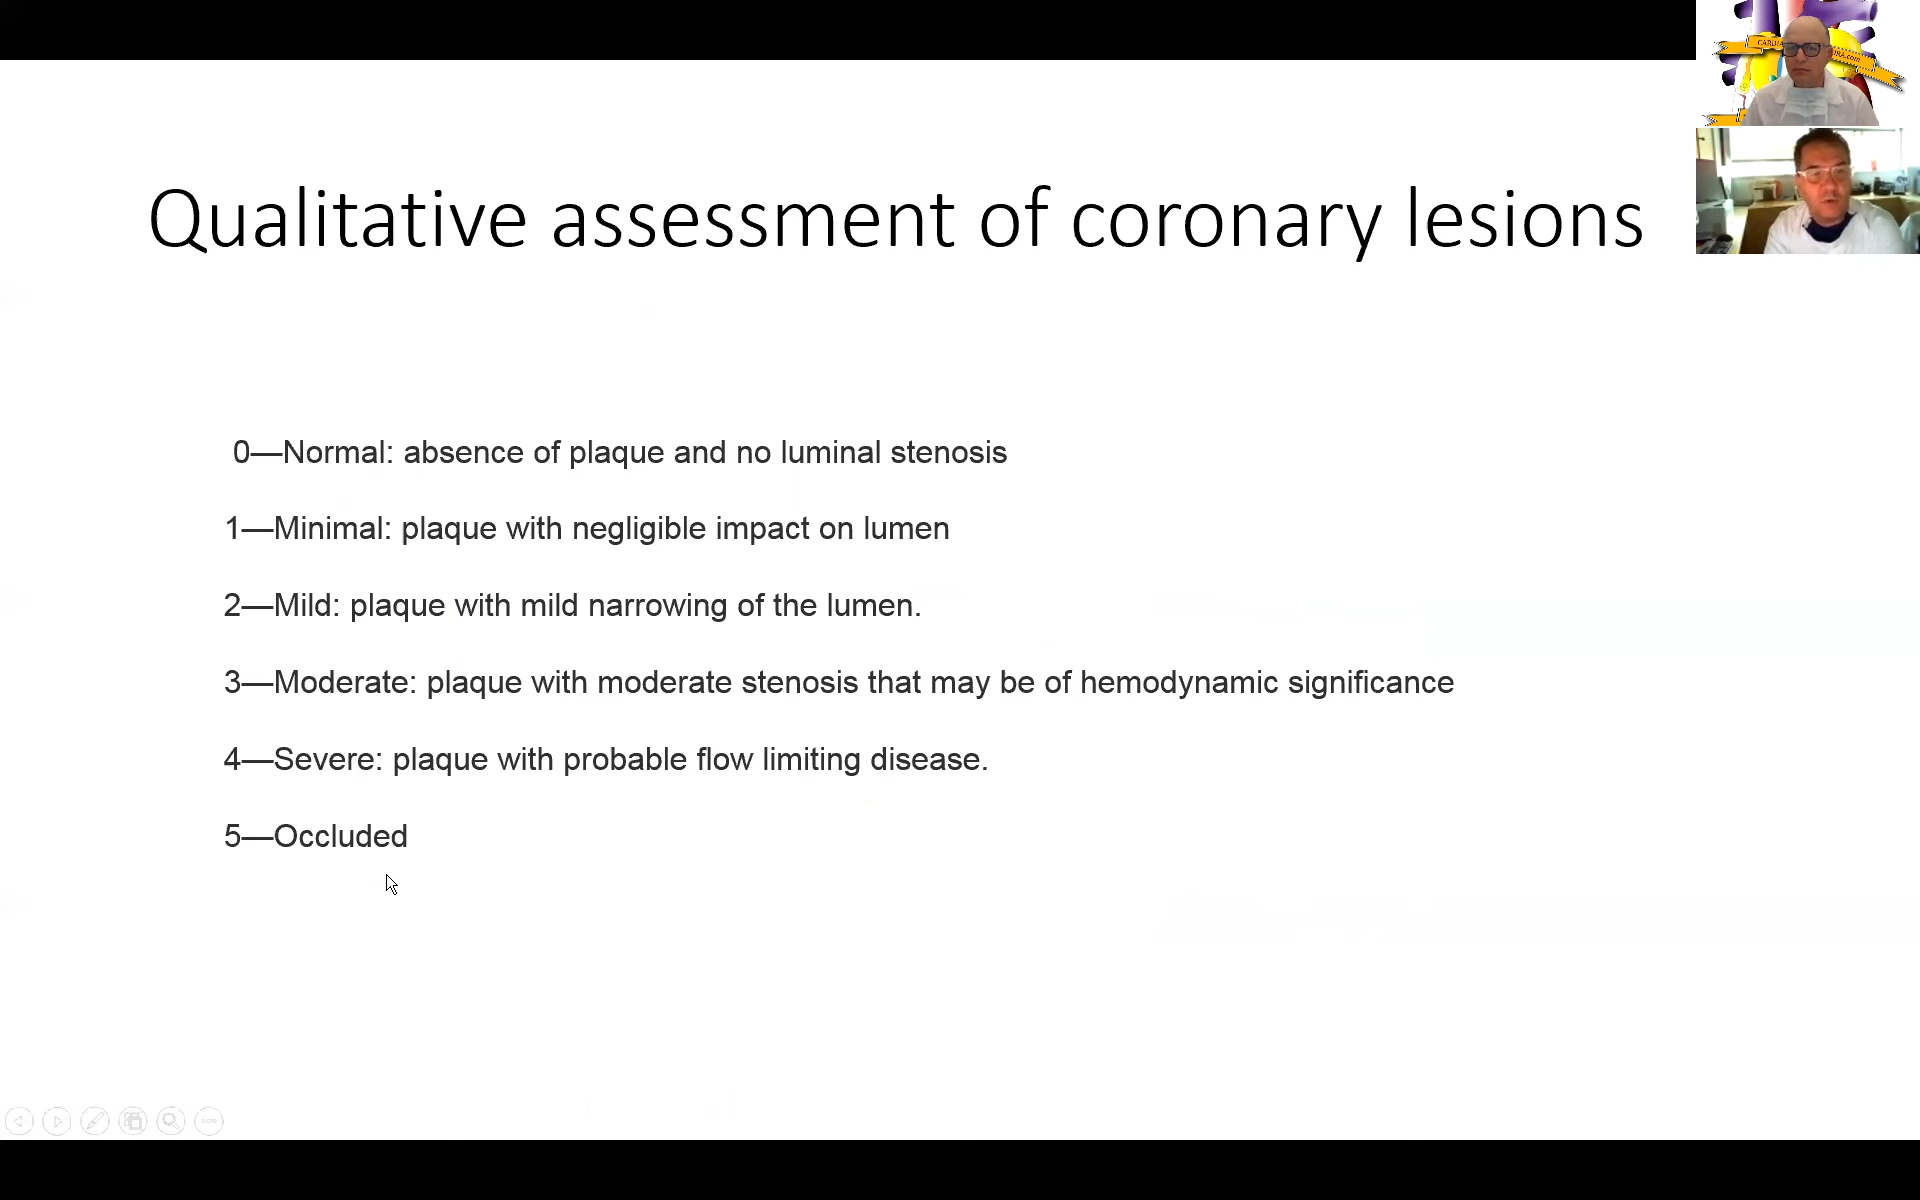 Qualitative assessment of coronary lesions
0—Normal: absence of plaque and no luminal stenosis
1—Minimal: plaque with negligible impact on lumen
2—Mild: plaque with mild narrowing of the lumen.
3—Moderate: plaque with moderate stenosis that may be of hemodynamic significance
4—Severe: plaque with probable flow limiting disease.
5—Occluded